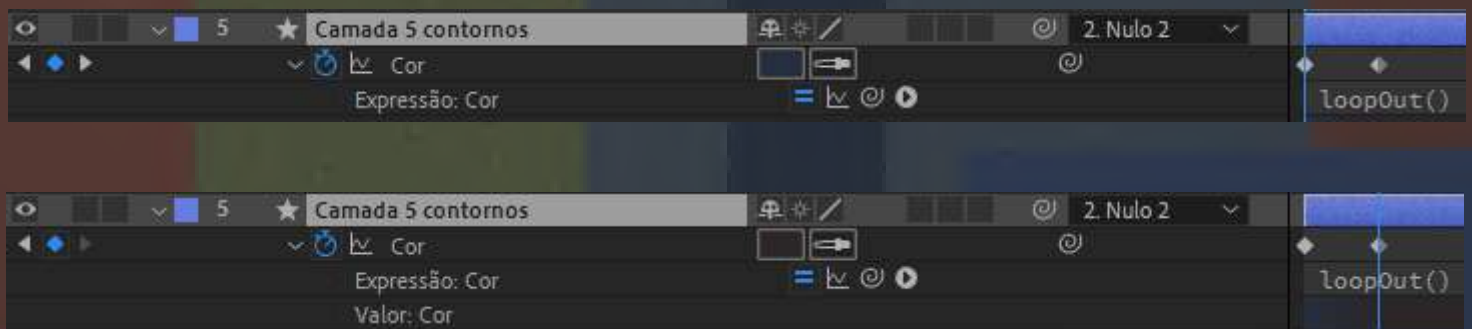 5 Camada 5 contornos 2. Nulo 2
Cor
Expressão: Cor loopOut()
5 Camada 5 contornos 2. Nulo 2
Cor
Expressão: Cor loopOut()
Valor: Cor